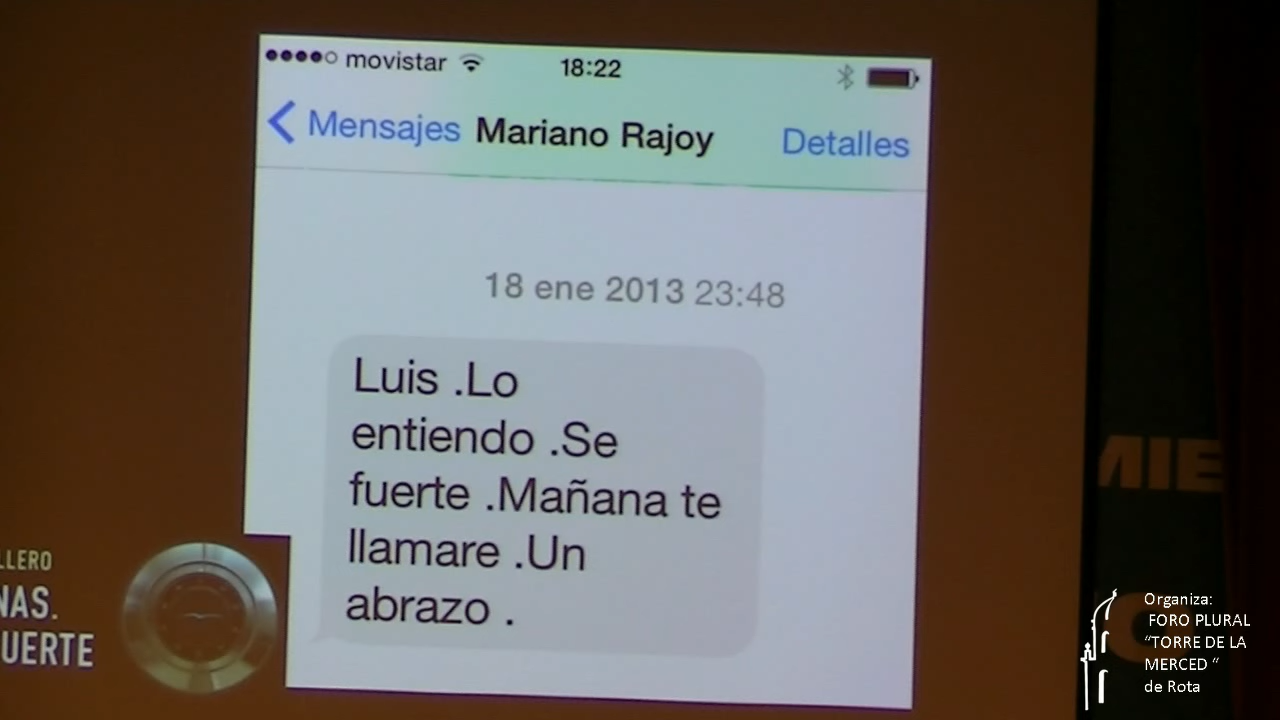 movistar 18:22
Mensajes Mariano Rajoy Detalles
18 ene 2013 23:48
Luis .Lo
entiendo .Se
fuerte .Mañana te
llamare .Un
abrazo .
LLERO
NAS.
UERTE
MIE
Organiza:
FORO PLURAL
“TORRE DE LA
MERCED “
de Rota